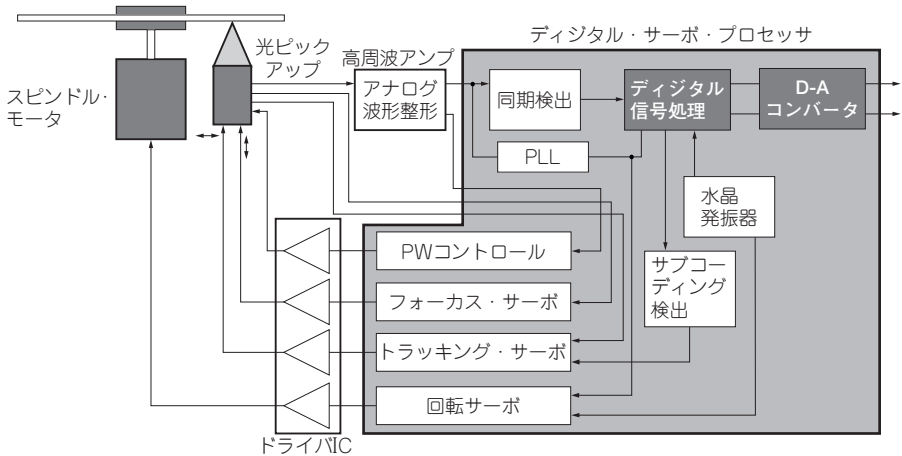 ディジタル・サーボ・プロセッサ
光ピック
アップ
高周波アンプ
アナログ
波形整形
同期検出
ディジタル
信号処理
D-A
コンバータ
スピンドル・
モータ
PLL
水晶
発振器
PWコントロール
サブコー
ディング
検出
フォーカス・サーボ
トラッキング・サーボ
回転サーボ
ドライバIC